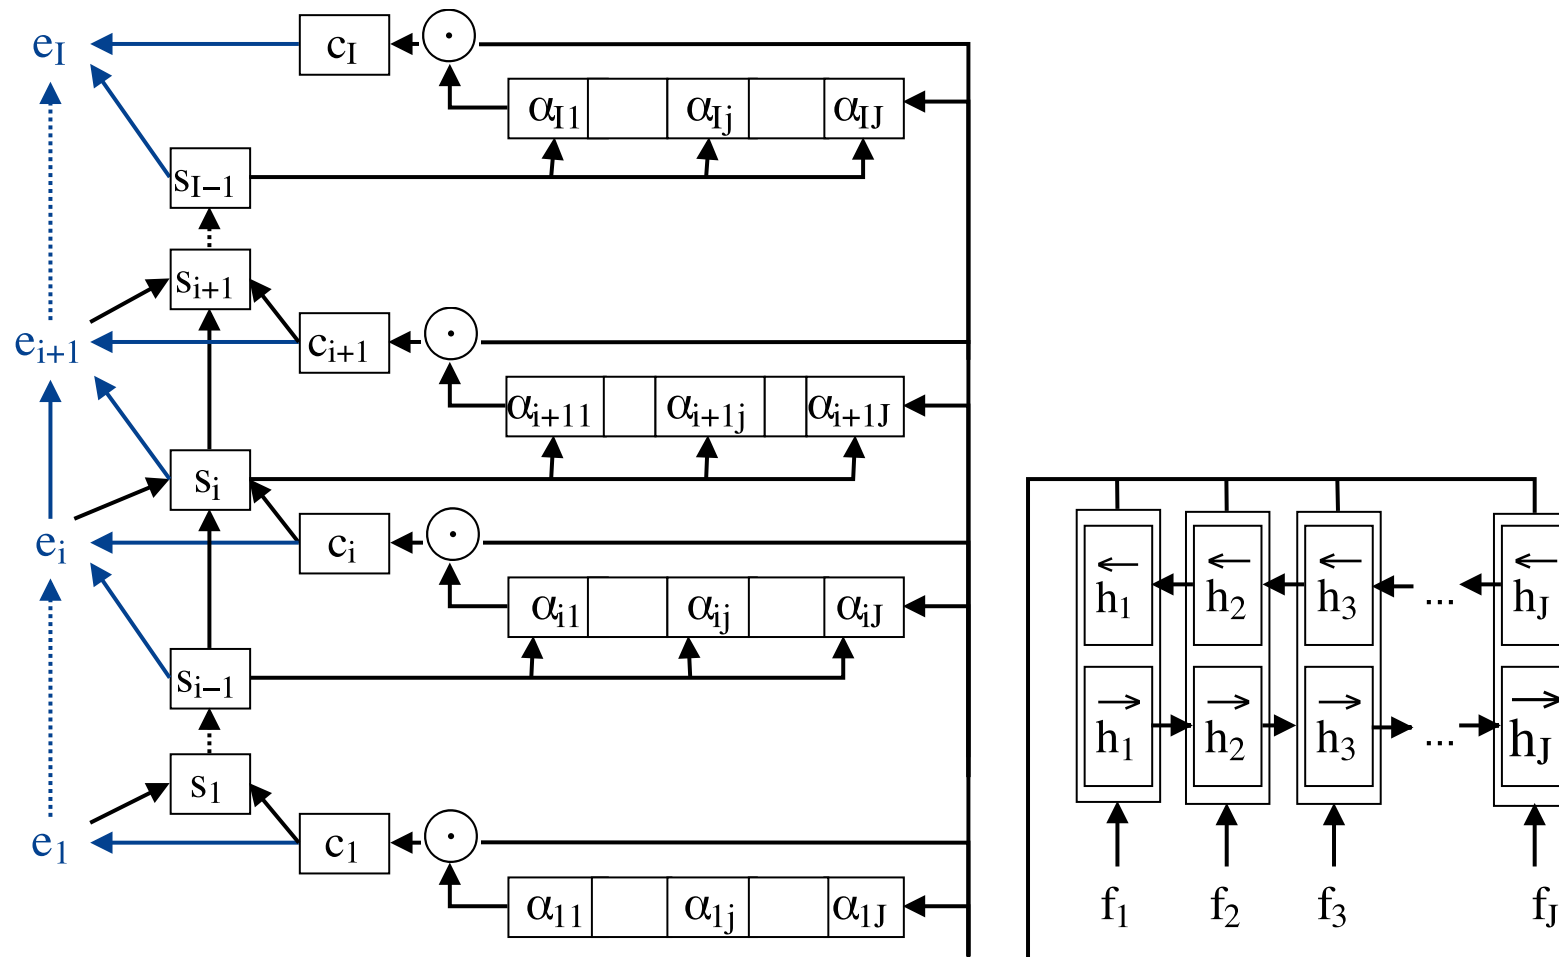 e_I c_I ⊙
α_I1 α_Ij α_IJ
s_I−1
s_i+1
e_i+1 c_i+1 ⊙
α_i+11 α_i+1j α_i+1J
s_i
e_i c_i ⊙
α_i1 α_ij α_iJ
s_i−1
s_1
e_1 c_1 ⊙
α_11 α_1j α_1J
←h_1 ←h_2 ←h_3 ... ←h_J
→h_1 →h_2 →h_3 ... →h_J
f_1 f_2 f_3 f_J